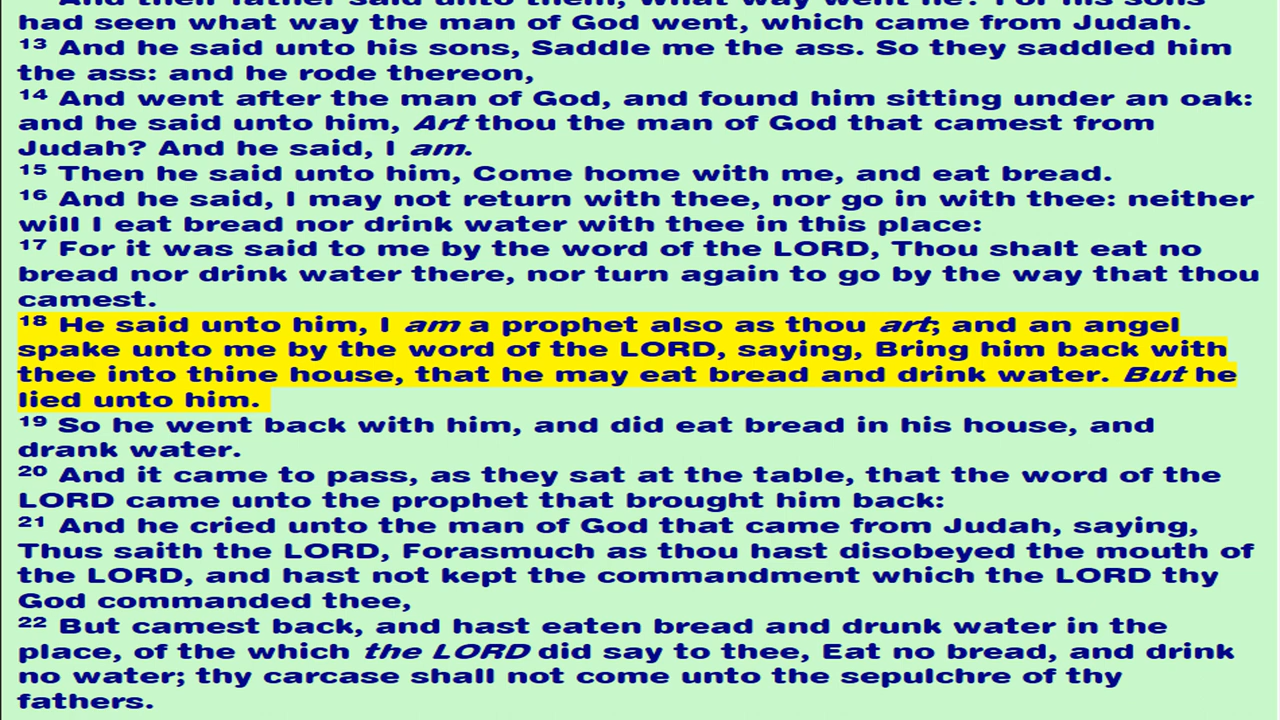 And their father said unto them, What way went he? For his sons
had seen what way the man of God went, which came from Judah.
13 And he said unto his sons, Saddle me the ass. So they saddled him
the ass: and he rode thereon,
14 And went after the man of God, and found him sitting under an oak:
and he said unto him, Art thou the man of God that camest from
Judah? And he said, I am.
15 Then he said unto him, Come home with me, and eat bread.
16 And he said, I may not return with thee, nor go in with thee: neither
will I eat bread nor drink water with thee in this place:
17 For it was said to me by the word of the LORD, Thou shalt eat no
bread nor drink water there, nor turn again to go by the way that thou
camest.
18 He said unto him, I am a prophet also as thou art; and an angel
spake unto me by the word of the LORD, saying, Bring him back with
thee into thine house, that he may eat bread and drink water. But he
lied unto him.
19 So he went back with him, and did eat bread in his house, and
drank water.
20 And it came to pass, as they sat at the table, that the word of the
LORD came unto the prophet that brought him back:
21 And he cried unto the man of God that came from Judah, saying,
Thus saith the LORD, Forasmuch as thou hast disobeyed the mouth of
the LORD, and hast not kept the commandment which the LORD thy
God commanded thee,
22 But camest back, and hast eaten bread and drunk water in the
place, of the which the LORD did say to thee, Eat no bread, and drink
no water; thy carcase shall not come unto the sepulchre of thy
fathers.